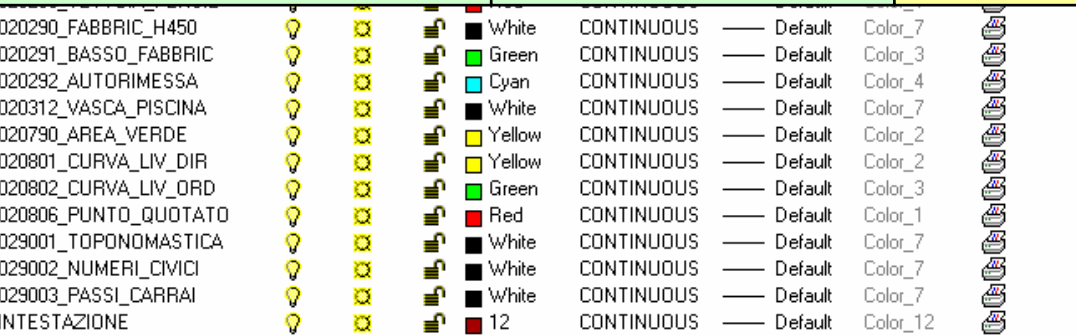 020290_FABBRIC_H450 White CONTINUOUS Default Color_7
020291_BASSO_FABBRIC Green CONTINUOUS Default Color_3
020292_AUTORIMESSA Cyan CONTINUOUS Default Color_4
020312_VASCA_PISCINA White CONTINUOUS Default Color_7
020790_AREA_VERDE Yellow CONTINUOUS Default Color_2
020801_CURVA_LIV_DIR Yellow CONTINUOUS Default Color_2
020802_CURVA_LIV_ORD Green CONTINUOUS Default Color_3
020806_PUNTO_QUOTATO Red CONTINUOUS Default Color_1
029001_TOPONOMASTICA White CONTINUOUS Default Color_7
029002_NUMERI_CIVICI White CONTINUOUS Default Color_7
029003_PASSI_CARRAI White CONTINUOUS Default Color_7
INTESTAZIONE 12 CONTINUOUS Default Color_12